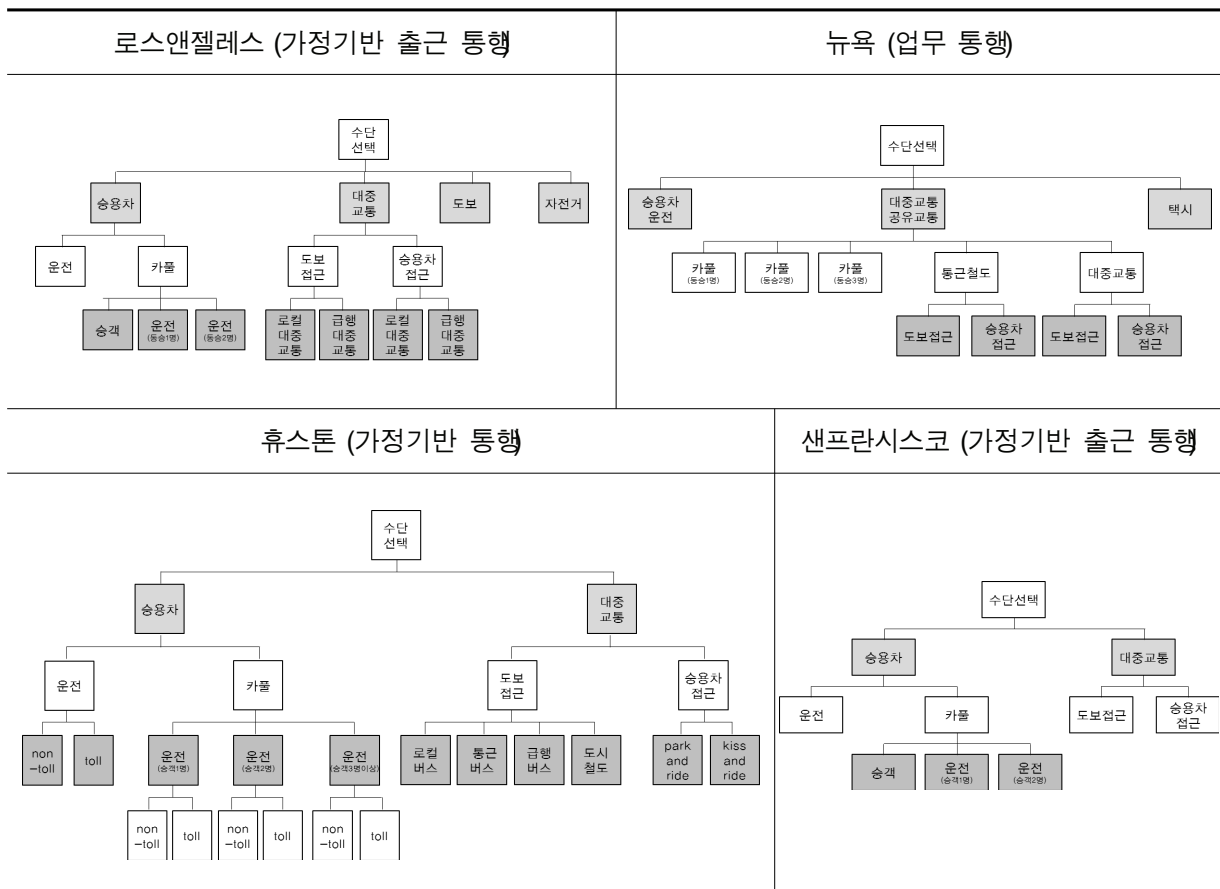 로스앤젤레스 (가정기반 출근 통행)
뉴욕 (업무 통행)
수단
선택
승용차
대중
교통
도보
자전거
운전
카풀
도보
접근
승용차
접근
승객
운전
(동승1명)
운전
(동승2명)
로컬
대중
교통
급행
대중
교통
로컬
대중
교통
급행
대중
교통
수단선택
승용차
운전
대중교통
공유교통
택시
카풀
(동승1명)
카풀
(동승2명)
카풀
(동승3명)
통근철도
대중교통
도보접근
승용차
접근
도보접근
승용차
접근
휴스톤 (가정기반 통행)
샌프란시스코 (가정기반 출근 통행)
수단
선택
승용차
대중
교통
운전
카풀
도보
접근
승용차
접근
non
-toll
toll
운전
(승객1명)
운전
(승객2명)
운전
(승객3명이상)
로컬
버스
통근
버스
급행
버스
도시
철도
park
and
ride
kiss
and
ride
non
-toll
toll
non
-toll
toll
non
-toll
toll
수단선택
승용차
대중교통
운전
카풀
도보접근
승용차
접근
승객
운전
(승객1명)
운전
(승객2명)